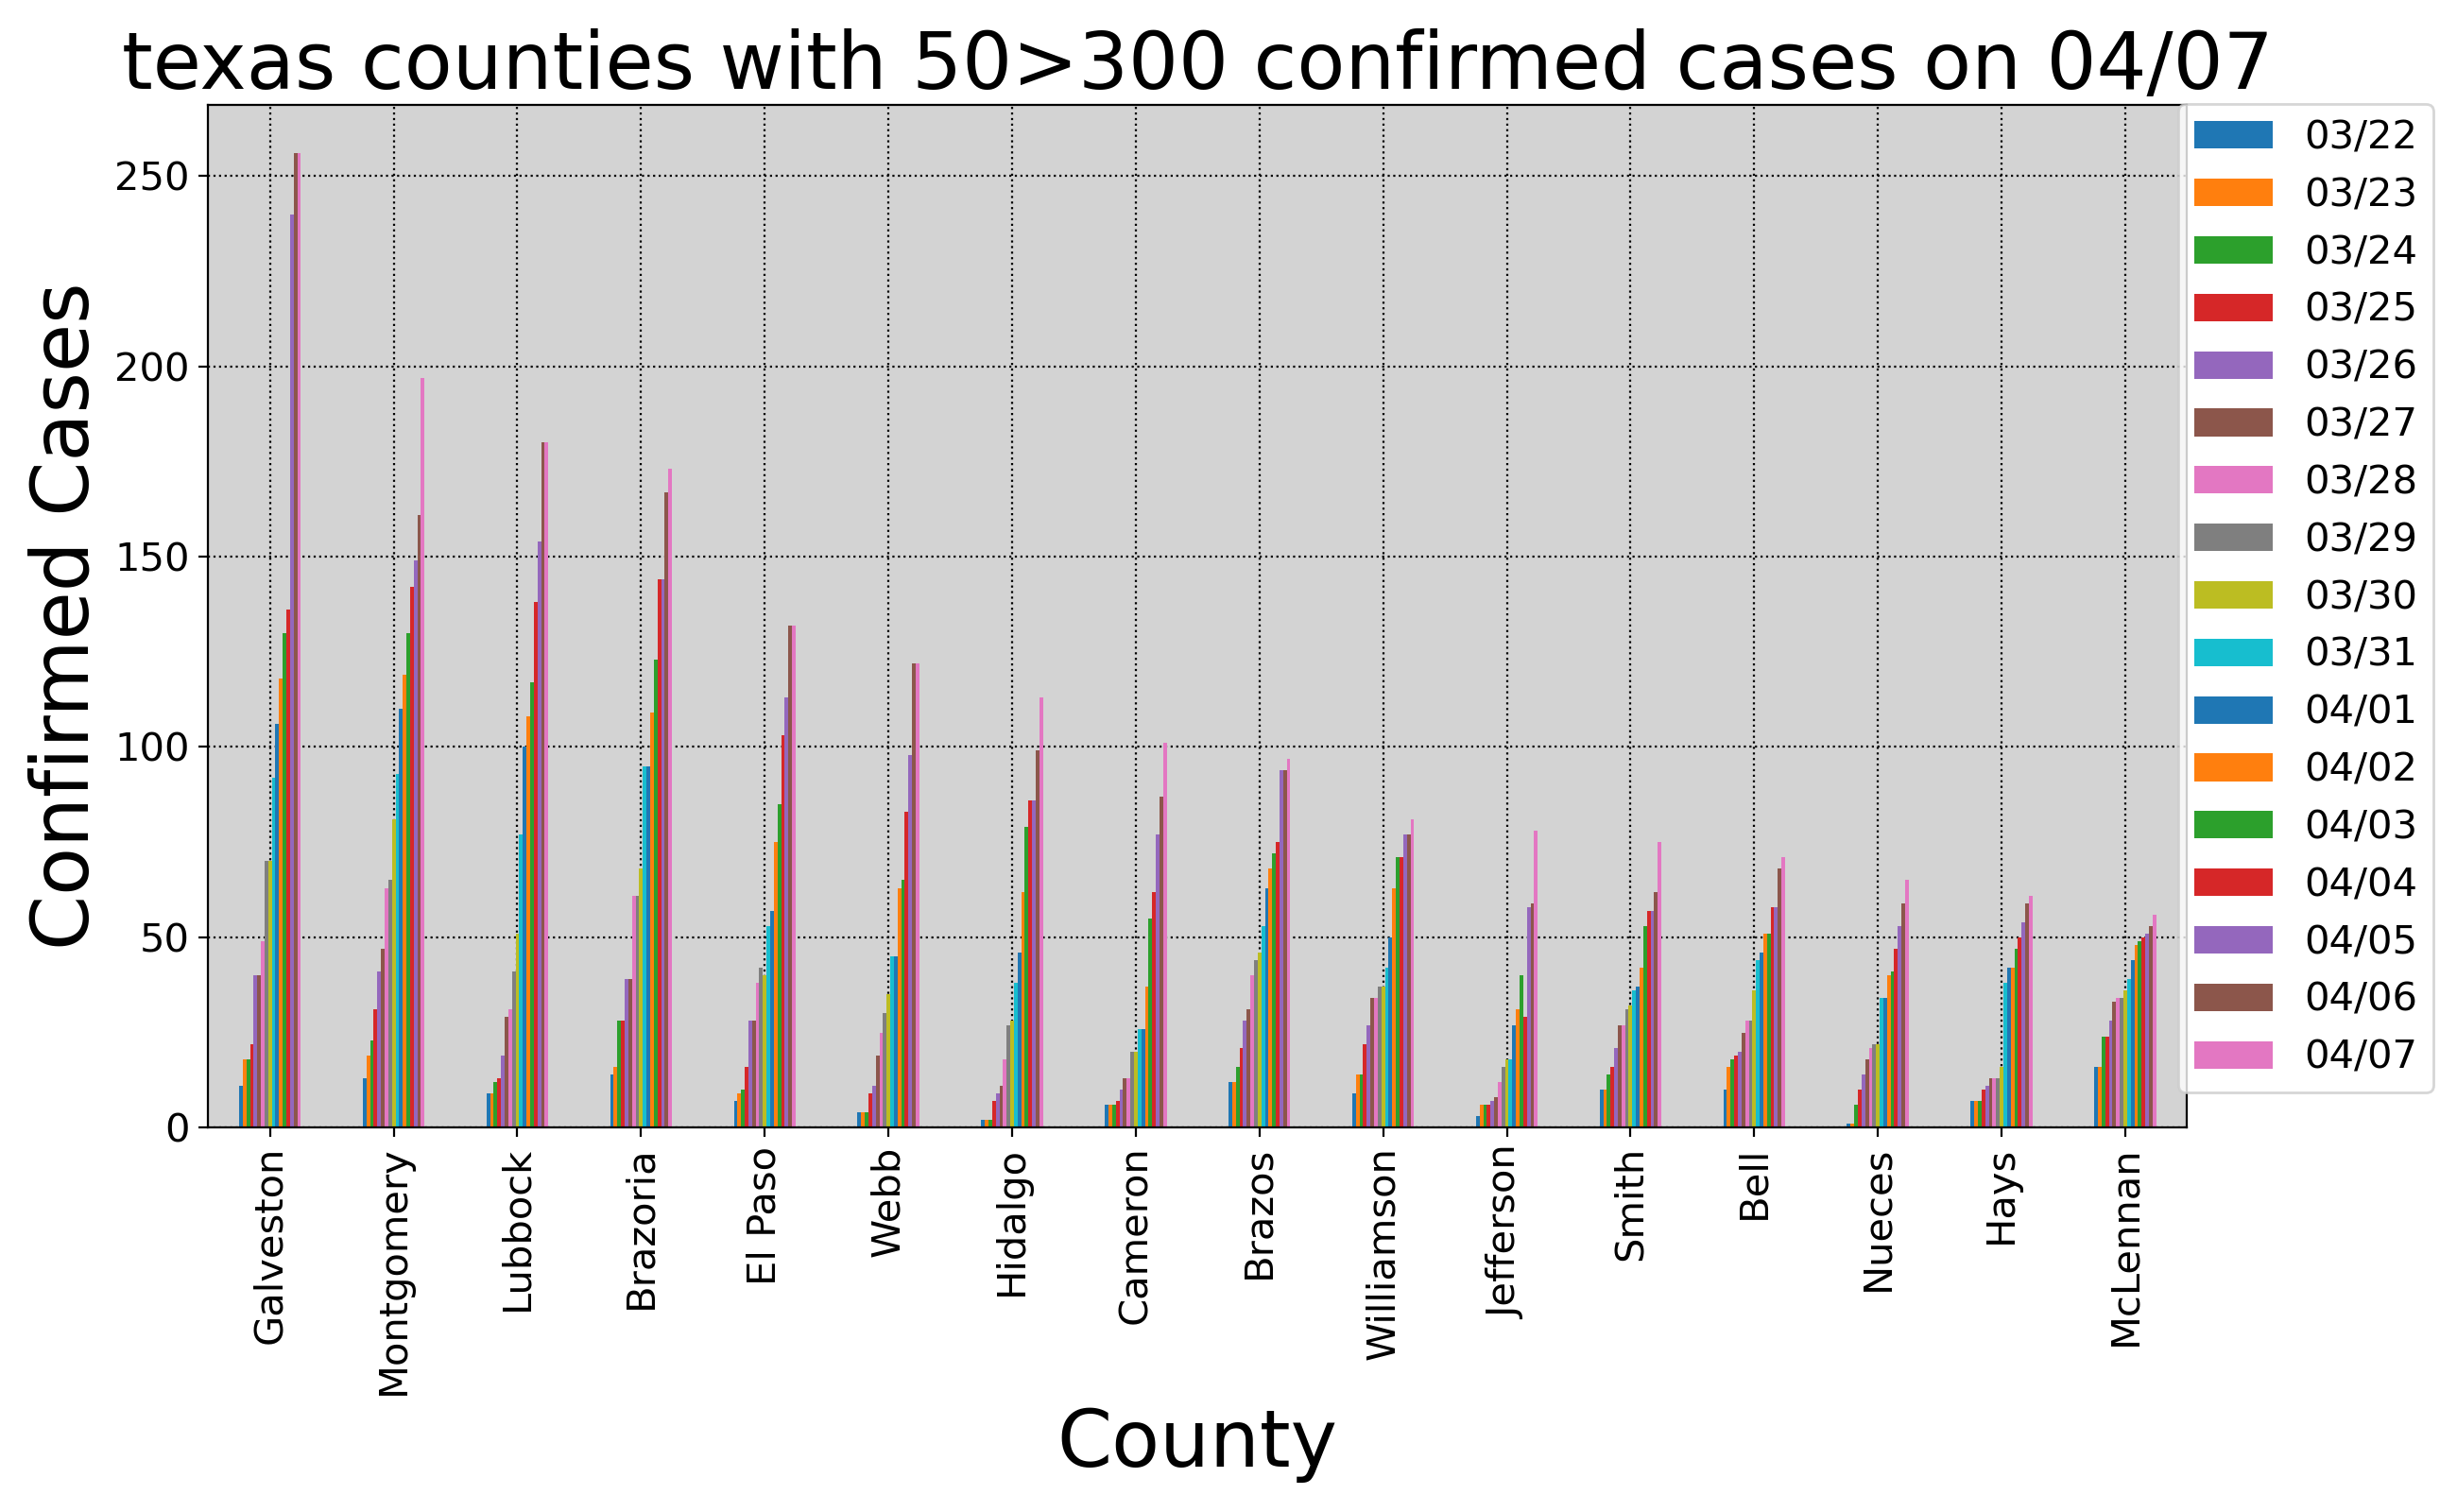 texas counties with 50>300 confirmed cases on 04/07
Confirmed Cases
250
200
150
100
50
0
03/22
03/23
03/24
03/25
03/26
03/27
03/28
03/29
03/30
03/31
04/01
04/02
04/03
04/04
04/05
04/06
04/07
Galveston
Montgomery
Lubbock
Brazoria
El Paso
Webb
Hidalgo
Cameron
Brazos
Williamson
Jefferson
Smith
Bell
Nueces
Hays
McLennan
County